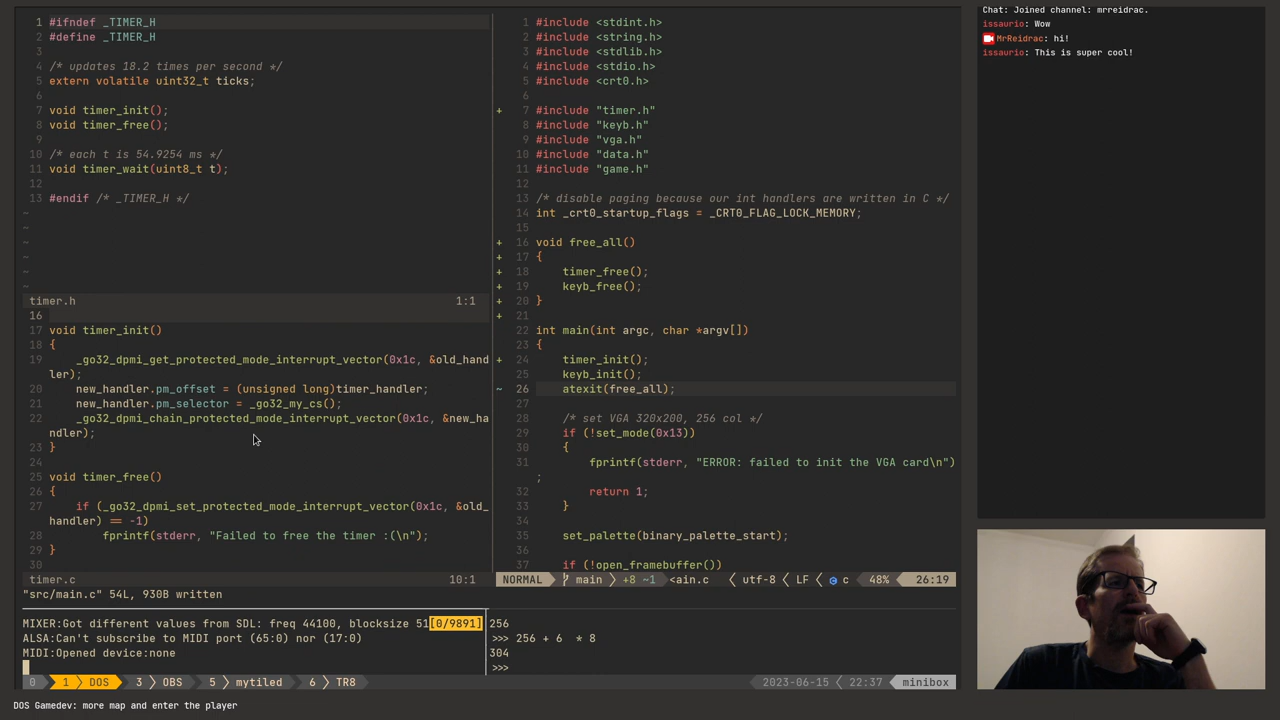 1 #ifndef _TIMER_H
2 #define _TIMER_H
3
4 /* updates 18.2 times per second */
5 extern volatile uint32_t ticks;
6
7 void timer_init();
8 void timer_free();
9
10 /* each t is 54.9254 ms */
11 void timer_wait(uint8_t t);
12
13 #endif /* _TIMER_H */
~
~
~
~
~
~
timer.h 1:1
16
17 void timer_init()
18 {
19 _go32_dpmi_get_protected_mode_interrupt_vector(0x1c, &old_hand
ler);
20 new_handler.pm_offset = (unsigned long)timer_handler;
21 new_handler.pm_selector = _go32_my_cs();
22 _go32_dpmi_chain_protected_mode_interrupt_vector(0x1c, &new_ha
ndler);
23 }
24
25 void timer_free()
26 {
27 if (_go32_dpmi_set_protected_mode_interrupt_vector(0x1c, &old_
handler) == -1)
28 fprintf(stderr, "Failed to free the timer :(\n");
29 }
30
timer.c 10:1
1 #include <stdint.h>
2 #include <string.h>
3 #include <stdlib.h>
4 #include <stdio.h>
5 #include <crt0.h>
6
+ 7 #include "timer.h"
8 #include "keyb.h"
9 #include "vga.h"
10 #include "data.h"
11 #include "game.h"
12
13 /* disable paging because our int handlers are written in C */
14 int _crt0_startup_flags = _CRT0_FLAG_LOCK_MEMORY;
15
+ 16 void free_all()
+ 17 {
+ 18 timer_free();
+ 19 keyb_free();
+ 20 }
+ 21
22 int main(int argc, char *argv[])
23 {
+ 24 timer_init();
25 keyb_init();
~ 26 atexit(free_all);
27
28 /* set VGA 320x200, 256 col */
29 if (!set_mode(0x13))
30 {
31 fprintf(stderr, "ERROR: failed to init the VGA card\n")
;
32 return 1;
33 }
34
35 set_palette(binary_palette_start);
36
37 if (!open_framebuffer())
NORMAL main +8 ~1 <ain.c utf-8 LF c 48% 26:19
"src/main.c" 54L, 930B written
MIXER:Got different values from SDL: freq 44100, blocksize 51[0/9891]
ALSA:Can't subscribe to MIDI port (65:0) nor (17:0)
MIDI:Opened device:none
256
>>> 256 + 6 * 8
304
>>>
0 1 DOS 3 OBS 5 mytiled 6 TR8 2023-06-15 22:37 minibox
DOS Gamedev: more map and enter the player
Chat: Joined channel: mrreidrac.
issaurio: Wow
MrReidrac: hi!
issaurio: This is super cool!